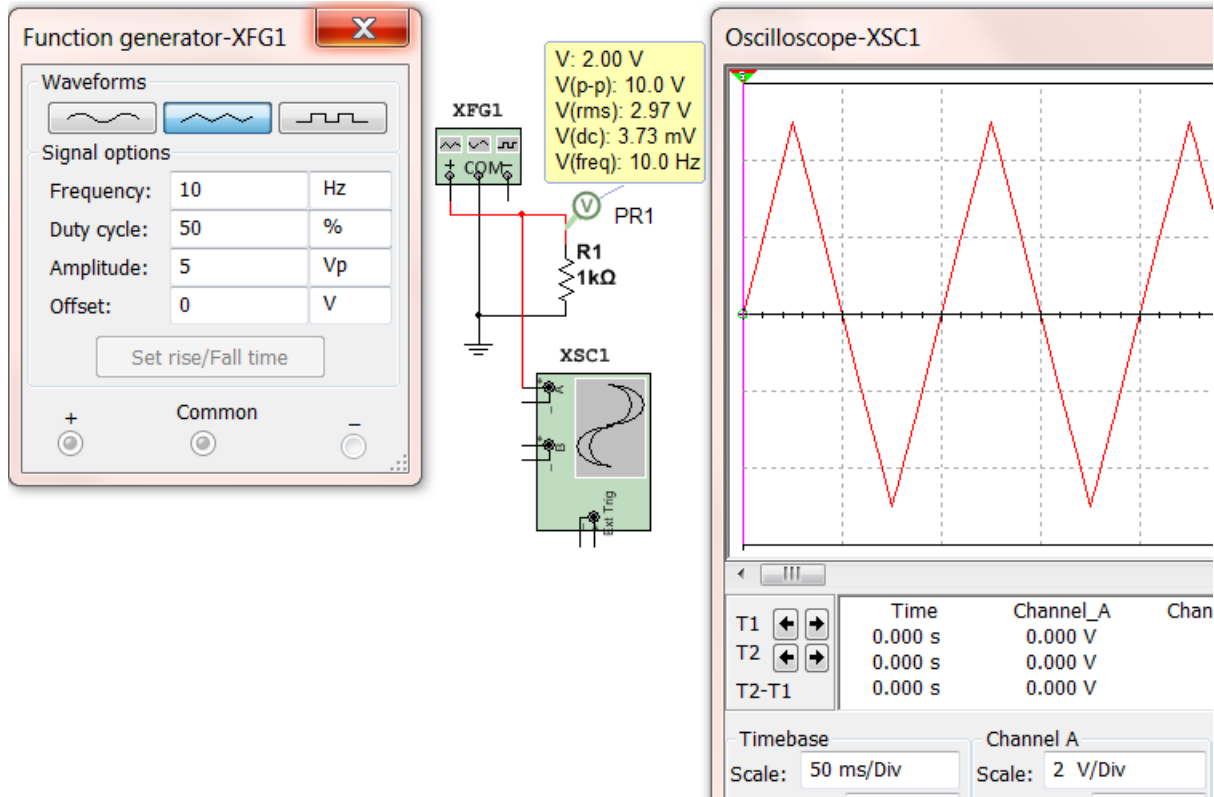 Function generator-XFG1
X
Waveforms
Signal options
Frequency: 10 Hz
Duty cycle: 50 %
Amplitude: 5 Vp
Offset: 0 V
Set rise/Fall time
+
Common
−
XFG1
+ COM −
V: 2.00 V
V(p-p): 10.0 V
V(rms): 2.97 V
V(dc): 3.73 mV
V(freq): 10.0 Hz
V
PR1
R1
1kΩ
XSC1
A
B
Ext Trig
Oscilloscope-XSC1
Time Channel_A Chan
T1 0.000 s 0.000 V
T2 0.000 s 0.000 V
T2-T1 0.000 s 0.000 V
Timebase
Scale: 50 ms/Div
Channel A
Scale: 2 V/Div